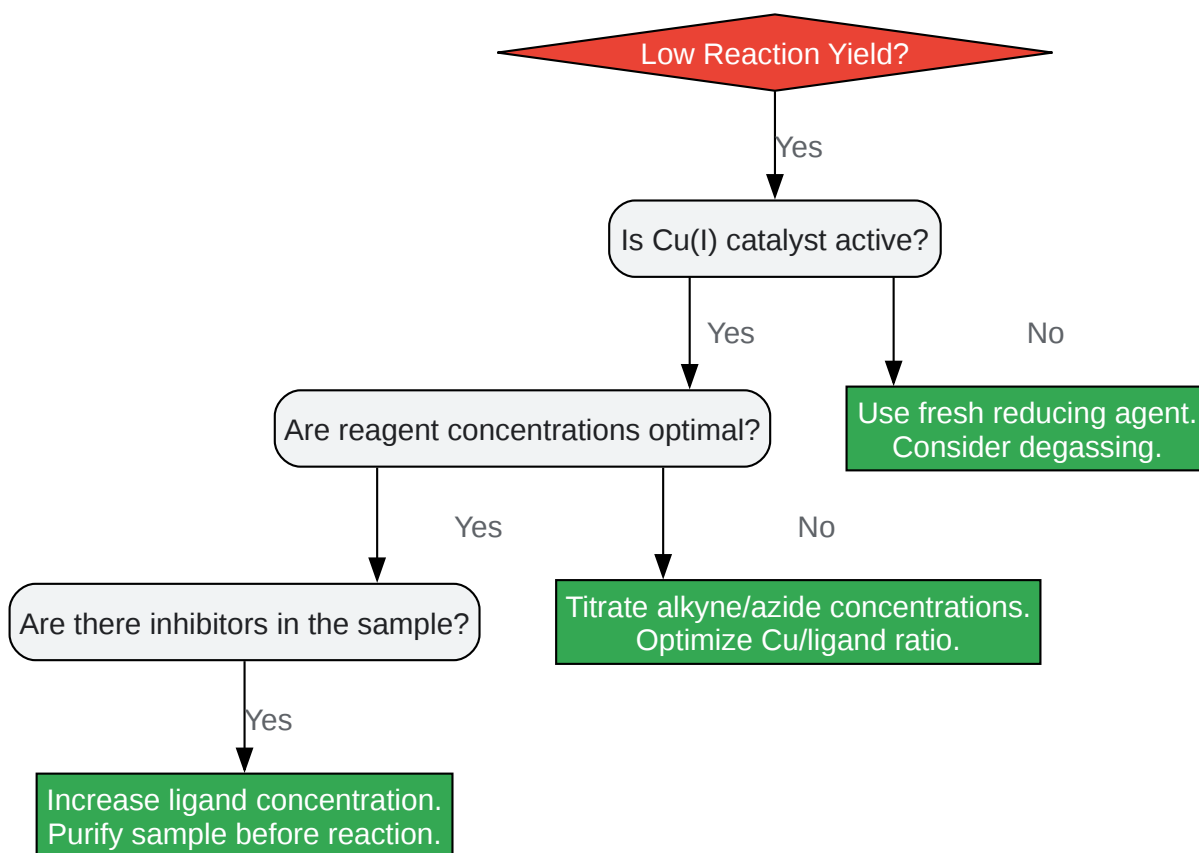 Low Reaction Yield?
Yes
Is Cu(I) catalyst active?
Yes
No
Use fresh reducing agent.
Consider degassing.
Are reagent concentrations optimal?
Yes
No
Titrate alkyne/azide concentrations.
Optimize Cu/ligand ratio.
Are there inhibitors in the sample?
Yes
Increase ligand concentration.
Purify sample before reaction.